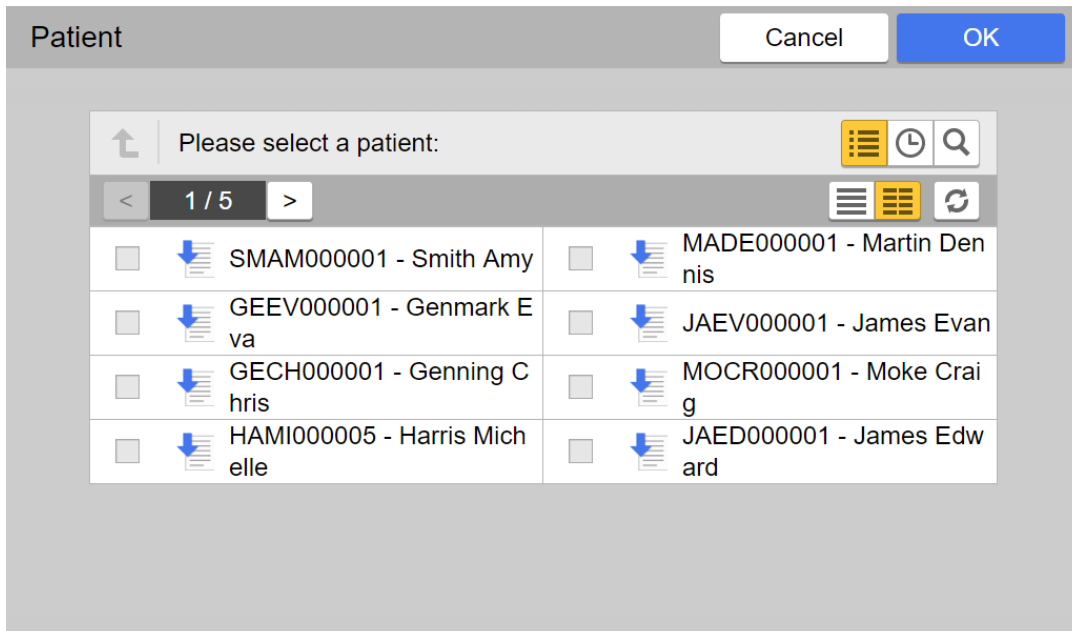 Patient
Cancel
OK
Please select a patient:
<
1 / 5
>
SMAM000001 - Smith Amy
MADE000001 - Martin Den
nis
GEEV000001 - Genmark E
va
JAEV000001 - James Evan
GECH000001 - Genning C
hris
MOCR000001 - Moke Crai
g
HAMI000005 - Harris Mich
elle
JAED000001 - James Edw
ard